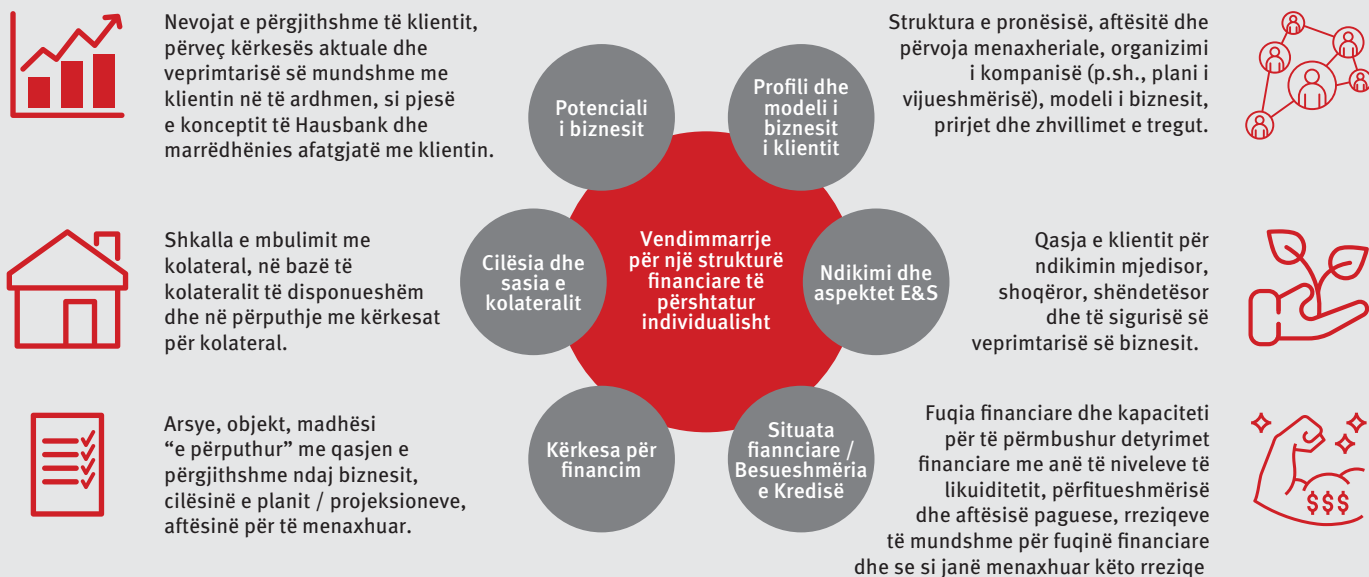 Nevojat e përgjithshme të klientit,
përveç kërkesës aktuale dhe
veprimtarisë së mundshme me
klientin në të ardhmen, si pjesë
e konceptit të Hausbank dhe
marrëdhënies afatgjatë me klientin.
Potenciali
i biznesit
Profili dhe
modeli i
biznesit
i klientit
Struktura e pronësisë, aftësitë dhe
përvoja menaxheriale, organizimi
i kompanisë (p.sh., plani i
vijueshmërisë), modeli i biznesit,
prirjet dhe zhvillimet e tregut.
Shkalla e mbulimit me
kolateral, në bazë të
kolateralit të disponueshëm
dhe në përputhje me kërkesat
për kolateral.
Cilësia dhe
sasia e
kolateralit
Vendimmarrje
për një strukturë
financiare të
përshtatur
individualisht
Ndikimi dhe
aspektet E&S
Qasja e klientit për
ndikimin mjedisor,
shoqëror, shëndetësor
dhe të sigurisë së
veprimtarisë së biznesit.
Arsye, objekt, madhësi
“e përputhur” me qasjen e
përgjithshme ndaj biznesit,
cilësinë e planit / projeksioneve,
aftësinë për të menaxhuar.
Kërkesa për
financim
Situata
fiannciare /
Besueshmëria
e Kredisë
Fuqia financiare dhe kapaciteti
për të përmbushur detyrimet
financiare me anë të niveleve të
likuiditetit, përfitueshmërisë
dhe aftësisë paguese, rreziqeve
të mundshme për fuqinë financiare
dhe se si janë menaxhuar këto rreziqe
$$$